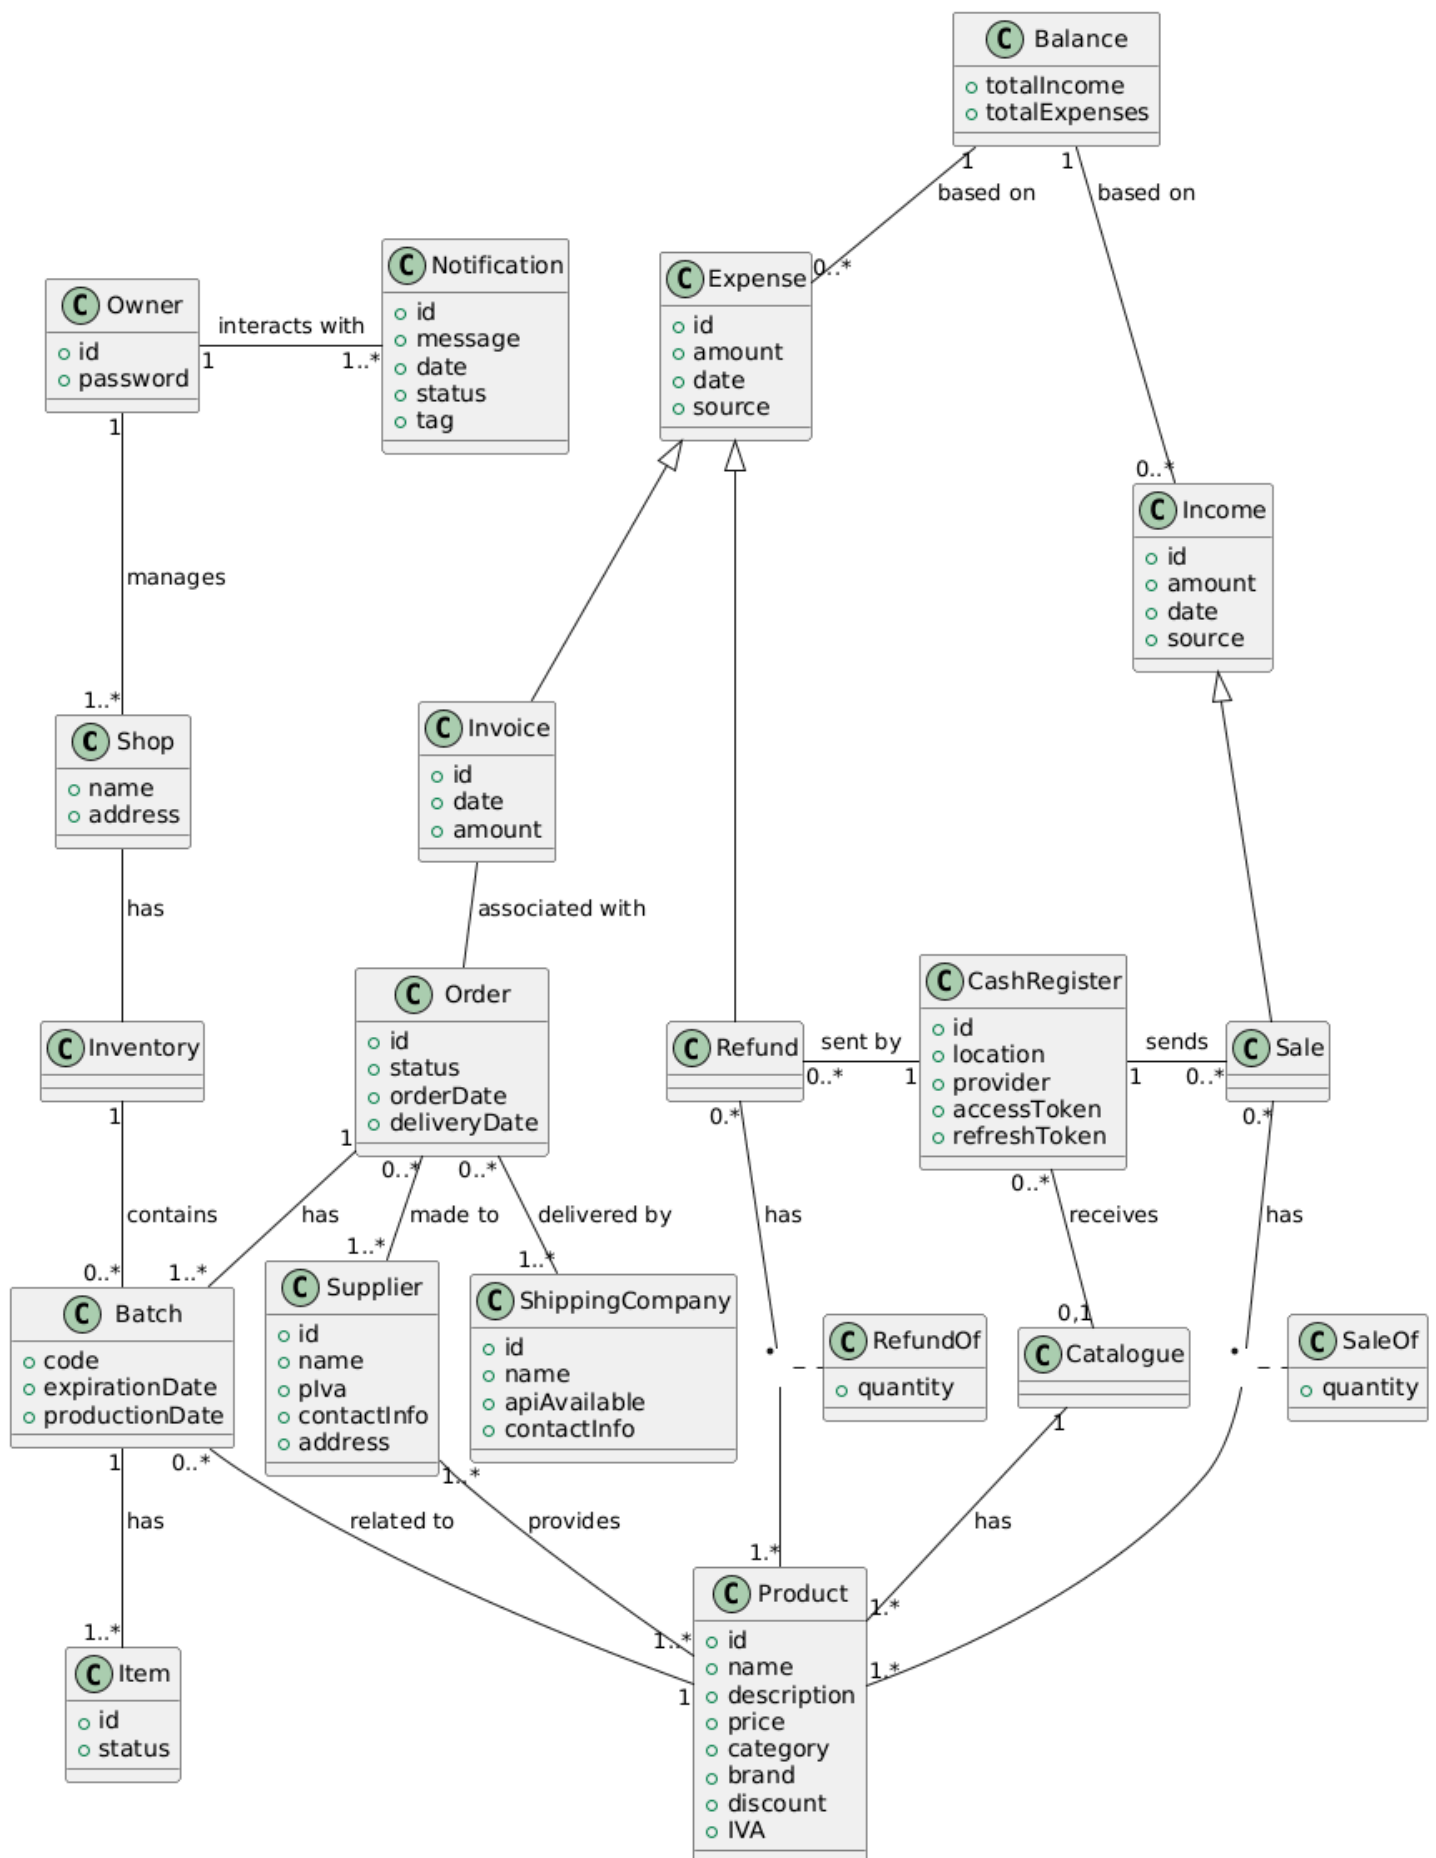 C Balance
totalIncome
totalExpenses
1
1
based on
based on
C Notification
id
message
date
status
tag
C Expense
0..*
id
amount
date
source
C Owner
id
password
interacts with
1
1..*
1
manages
1..*
0..*
C Income
id
amount
date
source
C Shop
name
address
C Invoice
id
date
amount
has
associated with
C Order
id
status
orderDate
deliveryDate
C CashRegister
id
location
provider
accessToken
refreshToken
C Inventory
C Refund
sent by
0..*
1
sends
1
0..*
C Sale
1
1
0..*
0..*
0.*
0..*
0.*
contains
has
made to
delivered by
has
receives
has
0..*
1..*
1..*
1..*
0,1
C Batch
code
expirationDate
productionDate
C Supplier
id
name
pIva
contactInfo
address
C ShippingCompany
id
name
apiAvailable
contactInfo
C RefundOf
quantity
C Catalogue
C SaleOf
quantity
1
0..*
1..*
1
has
related to
provides
has
1.*
1.*
1..*
1..*
1.*
1
C Item
id
status
C Product
id
name
description
price
category
brand
discount
IVA